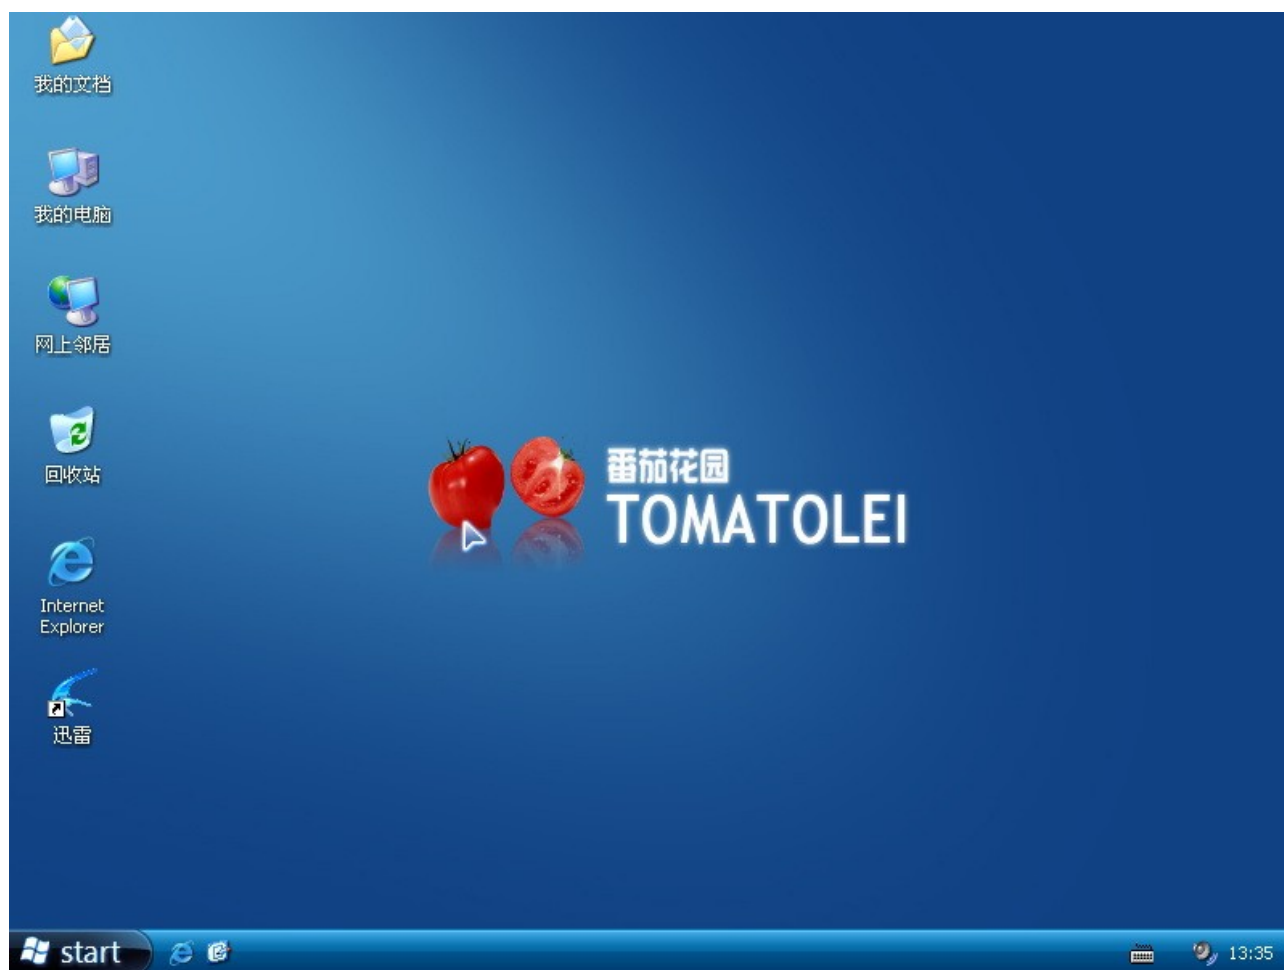 我的文档
我的电脑
网上邻居
回收站
Internet
Explorer
迅雷
番茄花园
TOMATOLEI
start
13:35